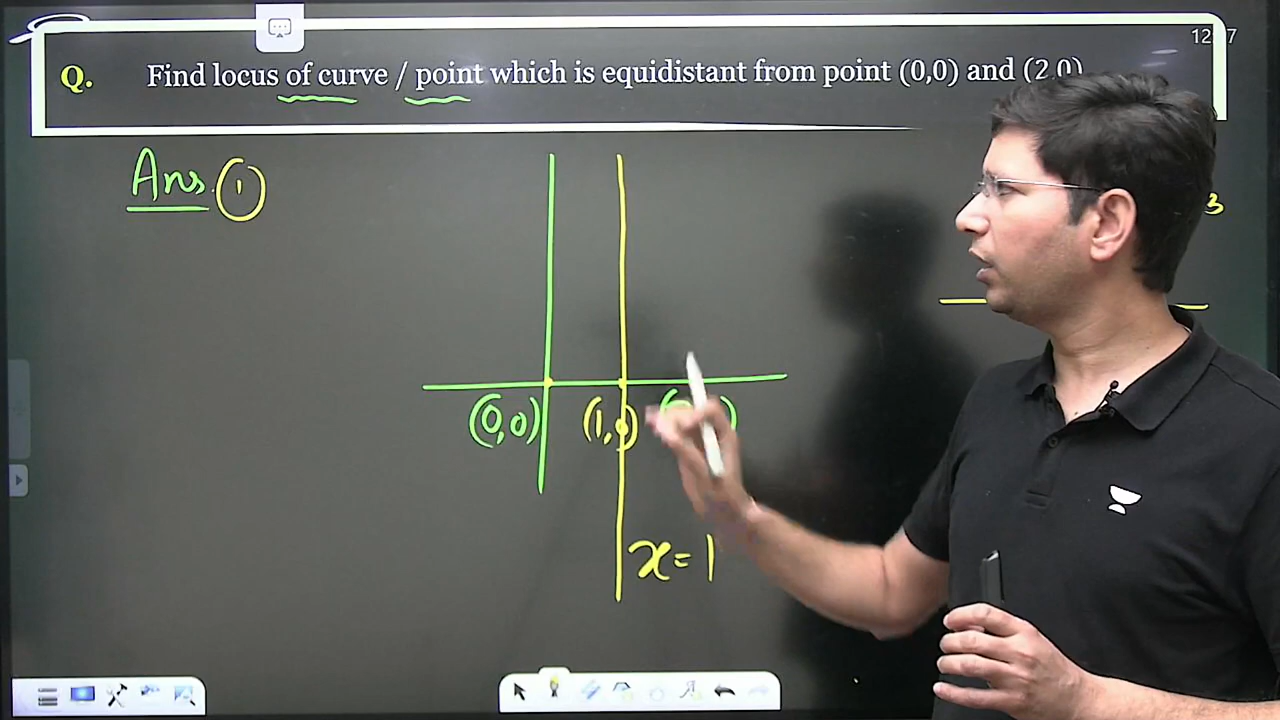 Q. Find locus of curve / point which is equidistant from point (0,0) and (2,0)
Ans. ①
3
(0,0) (1,0)
x = 1